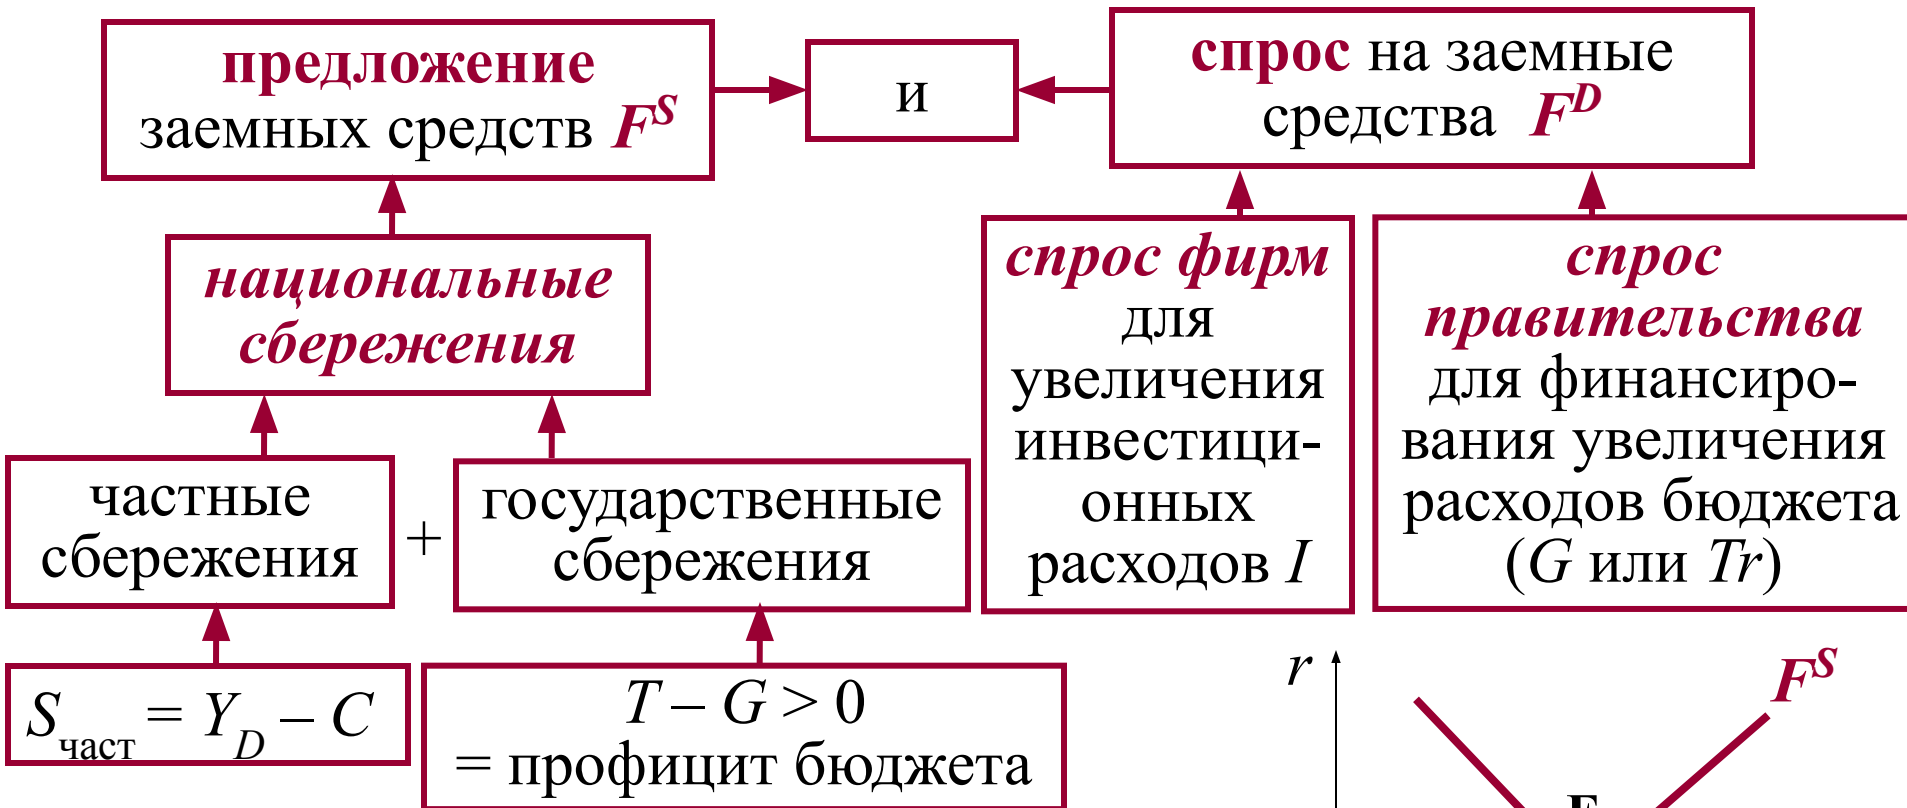 предложение
заемных средств F^S
и
спрос на заемные
средства F^D
национальные
сбережения
спрос фирм
для
увеличения
инвестици-
онных
расходов I
спрос
правительства
для финансиро-
вания увеличения
расходов бюджета
(G или Tr)
частные
сбережения
+
государственные
сбережения
S_част = Y_D – C
T – G > 0
= профицит бюджета
r
F^S